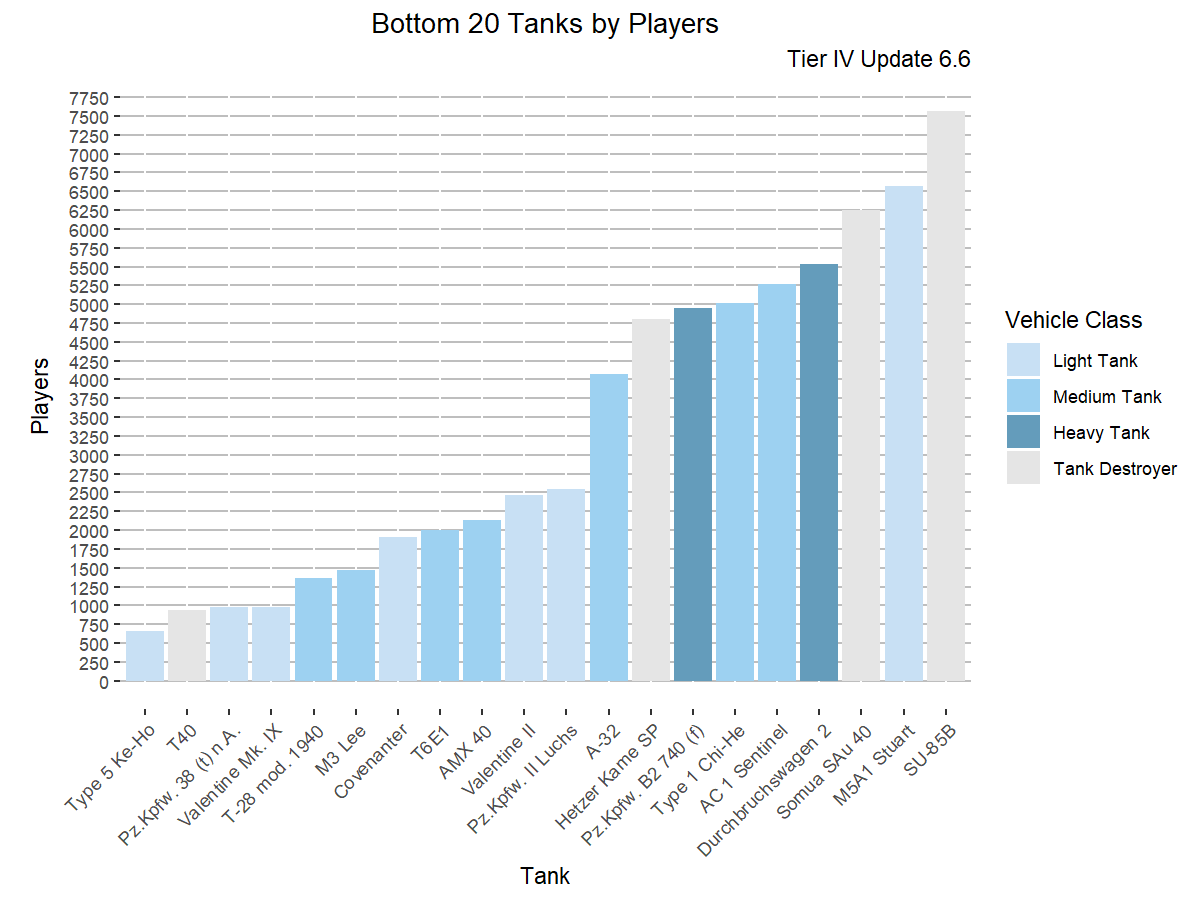 Bottom 20 Tanks by Players
Tier IV Update 6.6
7750
7500
7250
7000
6750
6500
6250
6000
5750
5500
5250
5000
4750
4500
4250
4000
3750
3500
3250
3000
2750
2500
2250
2000
1750
1500
1250
1000
750
500
250
0
Players
Type 5 Ke-Ho
T40
Pz.Kpfw. 38 (t) n.A.
Valentine Mk. IX
T-28 mod. 1940
M3 Lee
Covenanter
T6E1
AMX 40
Valentine II
Pz.Kpfw. II Luchs
A-32
Hetzer Kame SP
Pz.Kpfw. B2 740 (f)
Type 1 Chi-He
AC 1 Sentinel
Durchbruchswagen 2
Somua SAu 40
M5A1 Stuart
SU-85B
Tank
Vehicle Class
Light Tank
Medium Tank
Heavy Tank
Tank Destroyer